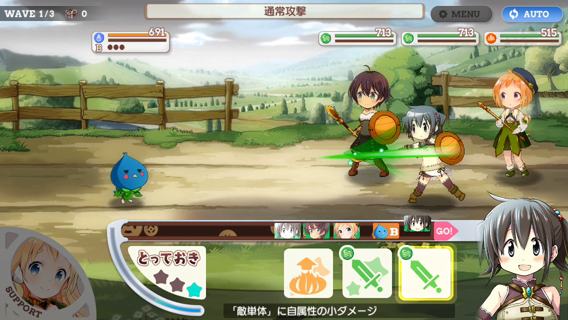 WAVE 1/3
0
通常攻撃
MENU
AUTO
691
B
713
713
515
B
GO!
とっておき
SUPPORT
「敵単体」に自属性の小ダメージ